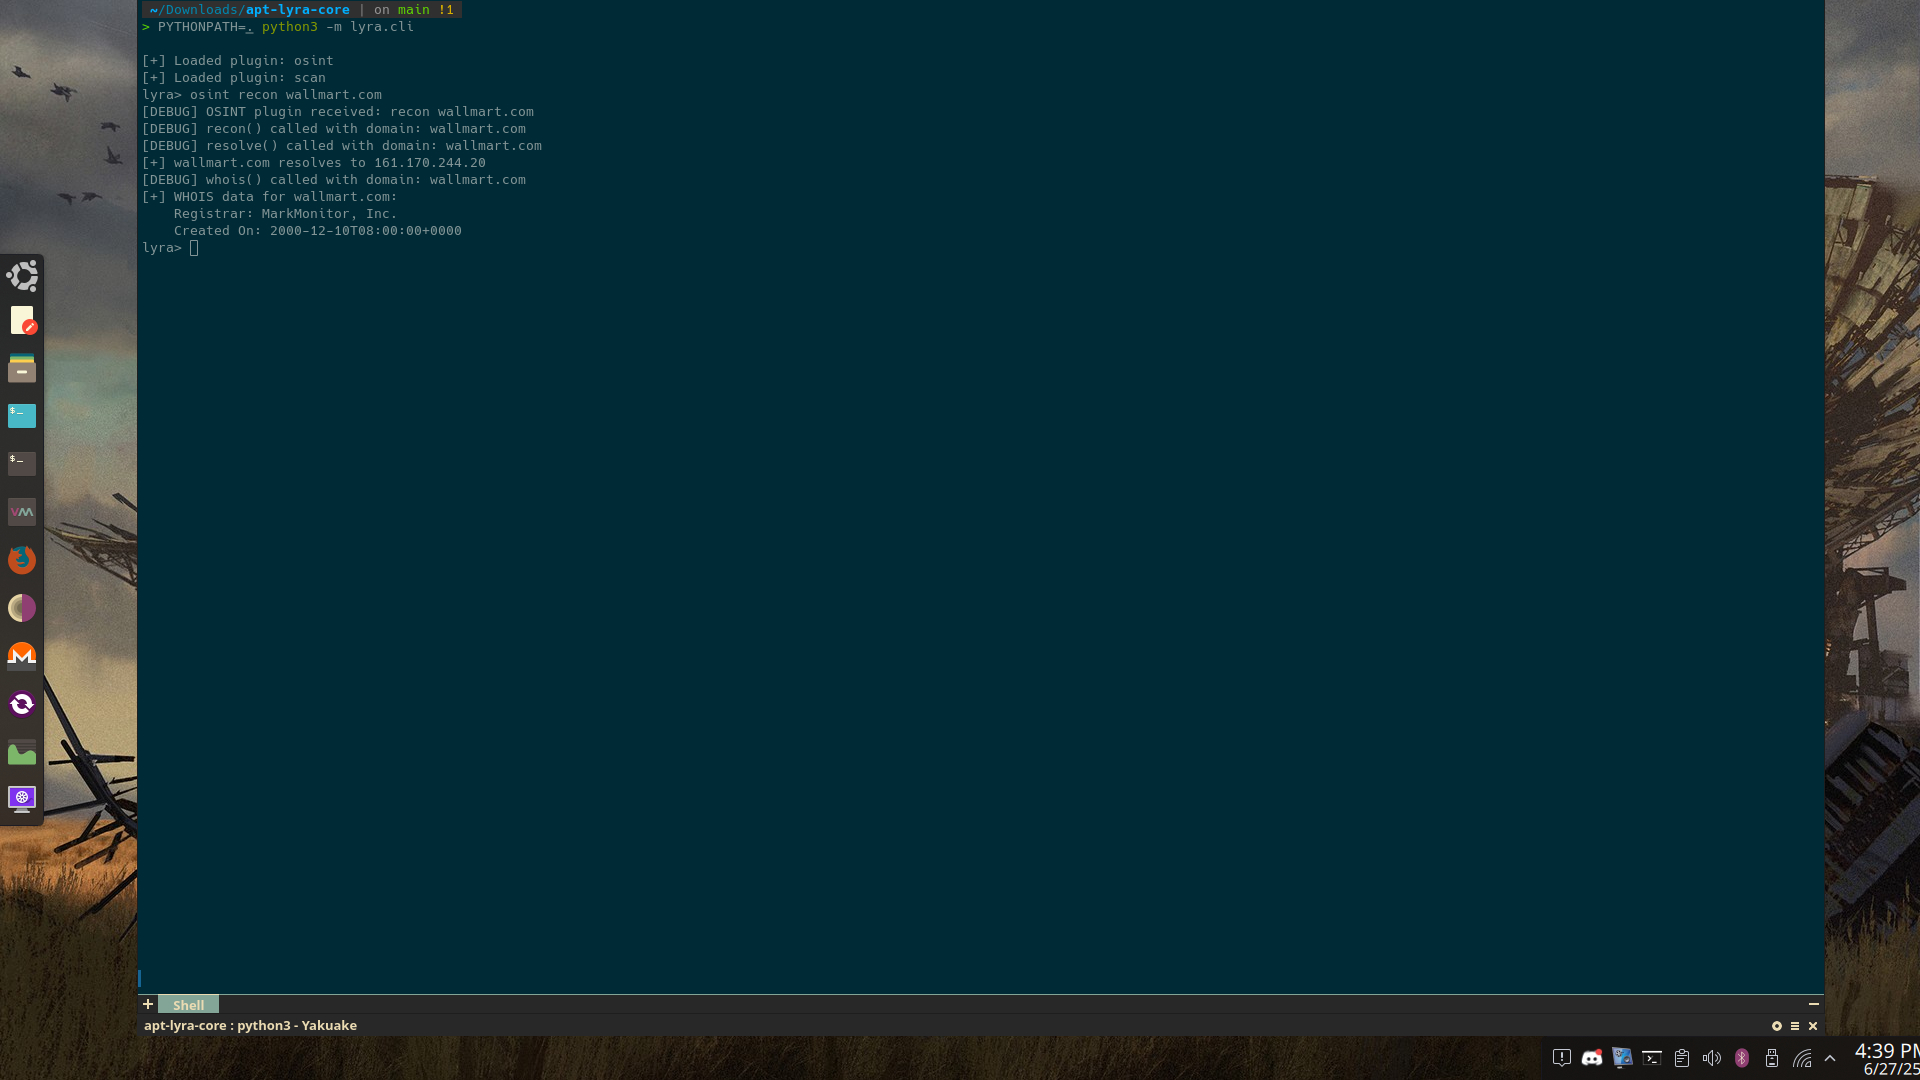 ~/Downloads/apt-lyra-core | on main !1
> PYTHONPATH=. python3 -m lyra.cli
[+] Loaded plugin: osint
[+] Loaded plugin: scan
lyra> osint recon wallmart.com
[DEBUG] OSINT plugin received: recon wallmart.com
[DEBUG] recon() called with domain: wallmart.com
[DEBUG] resolve() called with domain: wallmart.com
[+] wallmart.com resolves to 161.170.244.20
[DEBUG] whois() called with domain: wallmart.com
[+] WHOIS data for wallmart.com:
Registrar: MarkMonitor, Inc.
Created On: 2000-12-10T08:00:00+0000
lyra>
$_
$_
VM
+ Shell
apt-lyra-core : python3 - Yakuake
4:39 PM
6/27/25